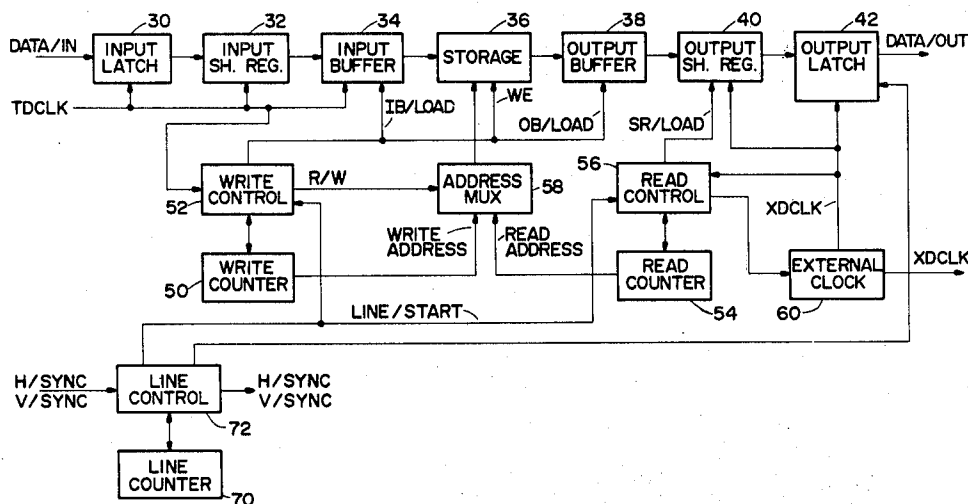 30 32 34 36 38 40 42
DATA/IN INPUT LATCH INPUT SH. REG. INPUT BUFFER STORAGE OUTPUT BUFFER OUTPUT SH. REG. OUTPUT LATCH DATA/OUT
TDCLK
IB/LOAD
WE
OB/LOAD
SR/LOAD
52
WRITE CONTROL
R/W
ADDRESS MUX
58
56
READ CONTROL
XDCLK
WRITE ADDRESS
READ ADDRESS
50
WRITE COUNTER
READ COUNTER
54
EXTERNAL CLOCK
60
XDCLK
LINE/START
H/SYNC
V/SYNC
LINE CONTROL
72
H/SYNC
V/SYNC
LINE COUNTER
70